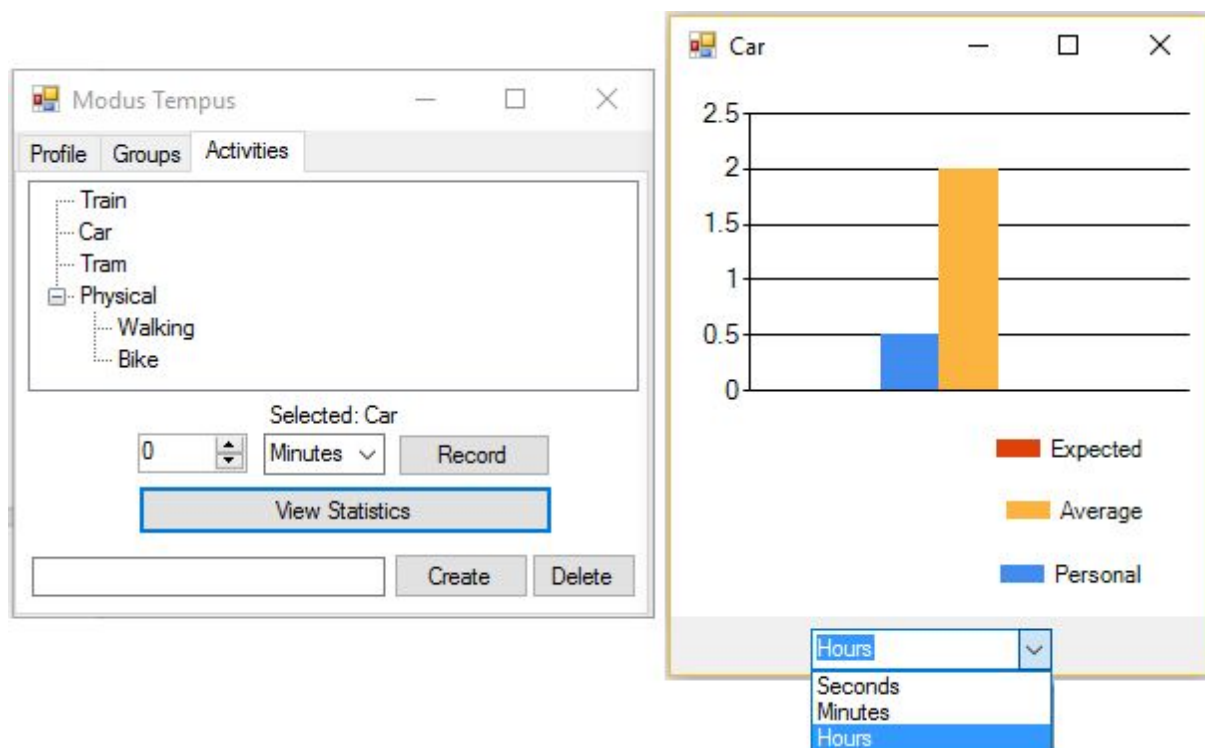 Modus Tempus
Profile Groups Activities
Train
Car
Tram
Physical
Walking
Bike
Selected: Car
0 Minutes Record
View Statistics
Create Delete
Car
2.5
2
1.5
1
0.5
0
Expected
Average
Personal
Hours
Seconds
Minutes
Hours